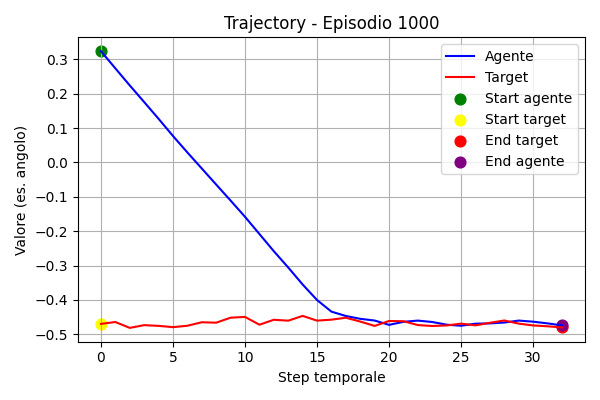 Trajectory - Episodio 1000
Agente
Target
Start agente
Start target
End target
End agente
Valore (es. angolo)
0.3
0.2
0.1
0.0
−0.1
−0.2
−0.3
−0.4
−0.5
0 5 10 15 20 25 30
Step temporale